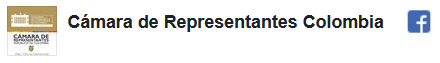 Cámara de Representantes Colombia
CÁMARA DE
REPRESENTANTES